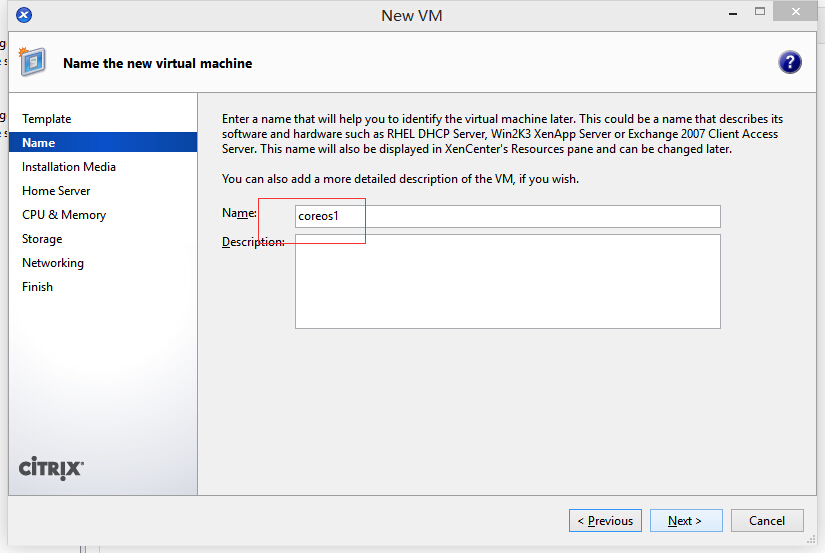 New VM
Name the new virtual machine
?
Template
Name
Installation Media
Home Server
CPU & Memory
Storage
Networking
Finish
CITRIX
Enter a name that will help you to identify the virtual machine later. This could be a name that describes its
software and hardware such as RHEL DHCP Server, Win2K3 XenApp Server or Exchange 2007 Client Access
Server. This name will also be displayed in XenCenter's Resources pane and can be changed later.
You can also add a more detailed description of the VM, if you wish.
Name: coreos1
Description:
< Previous Next > Cancel